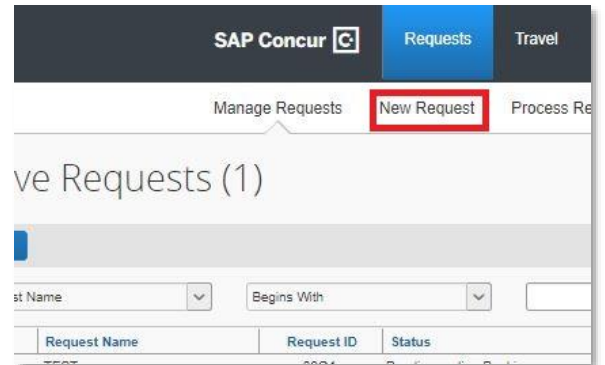 SAP Concur C Requests Travel
Manage Requests New Request Process Re
ve Requests (1)
st Name Begins With
Request Name Request ID Status